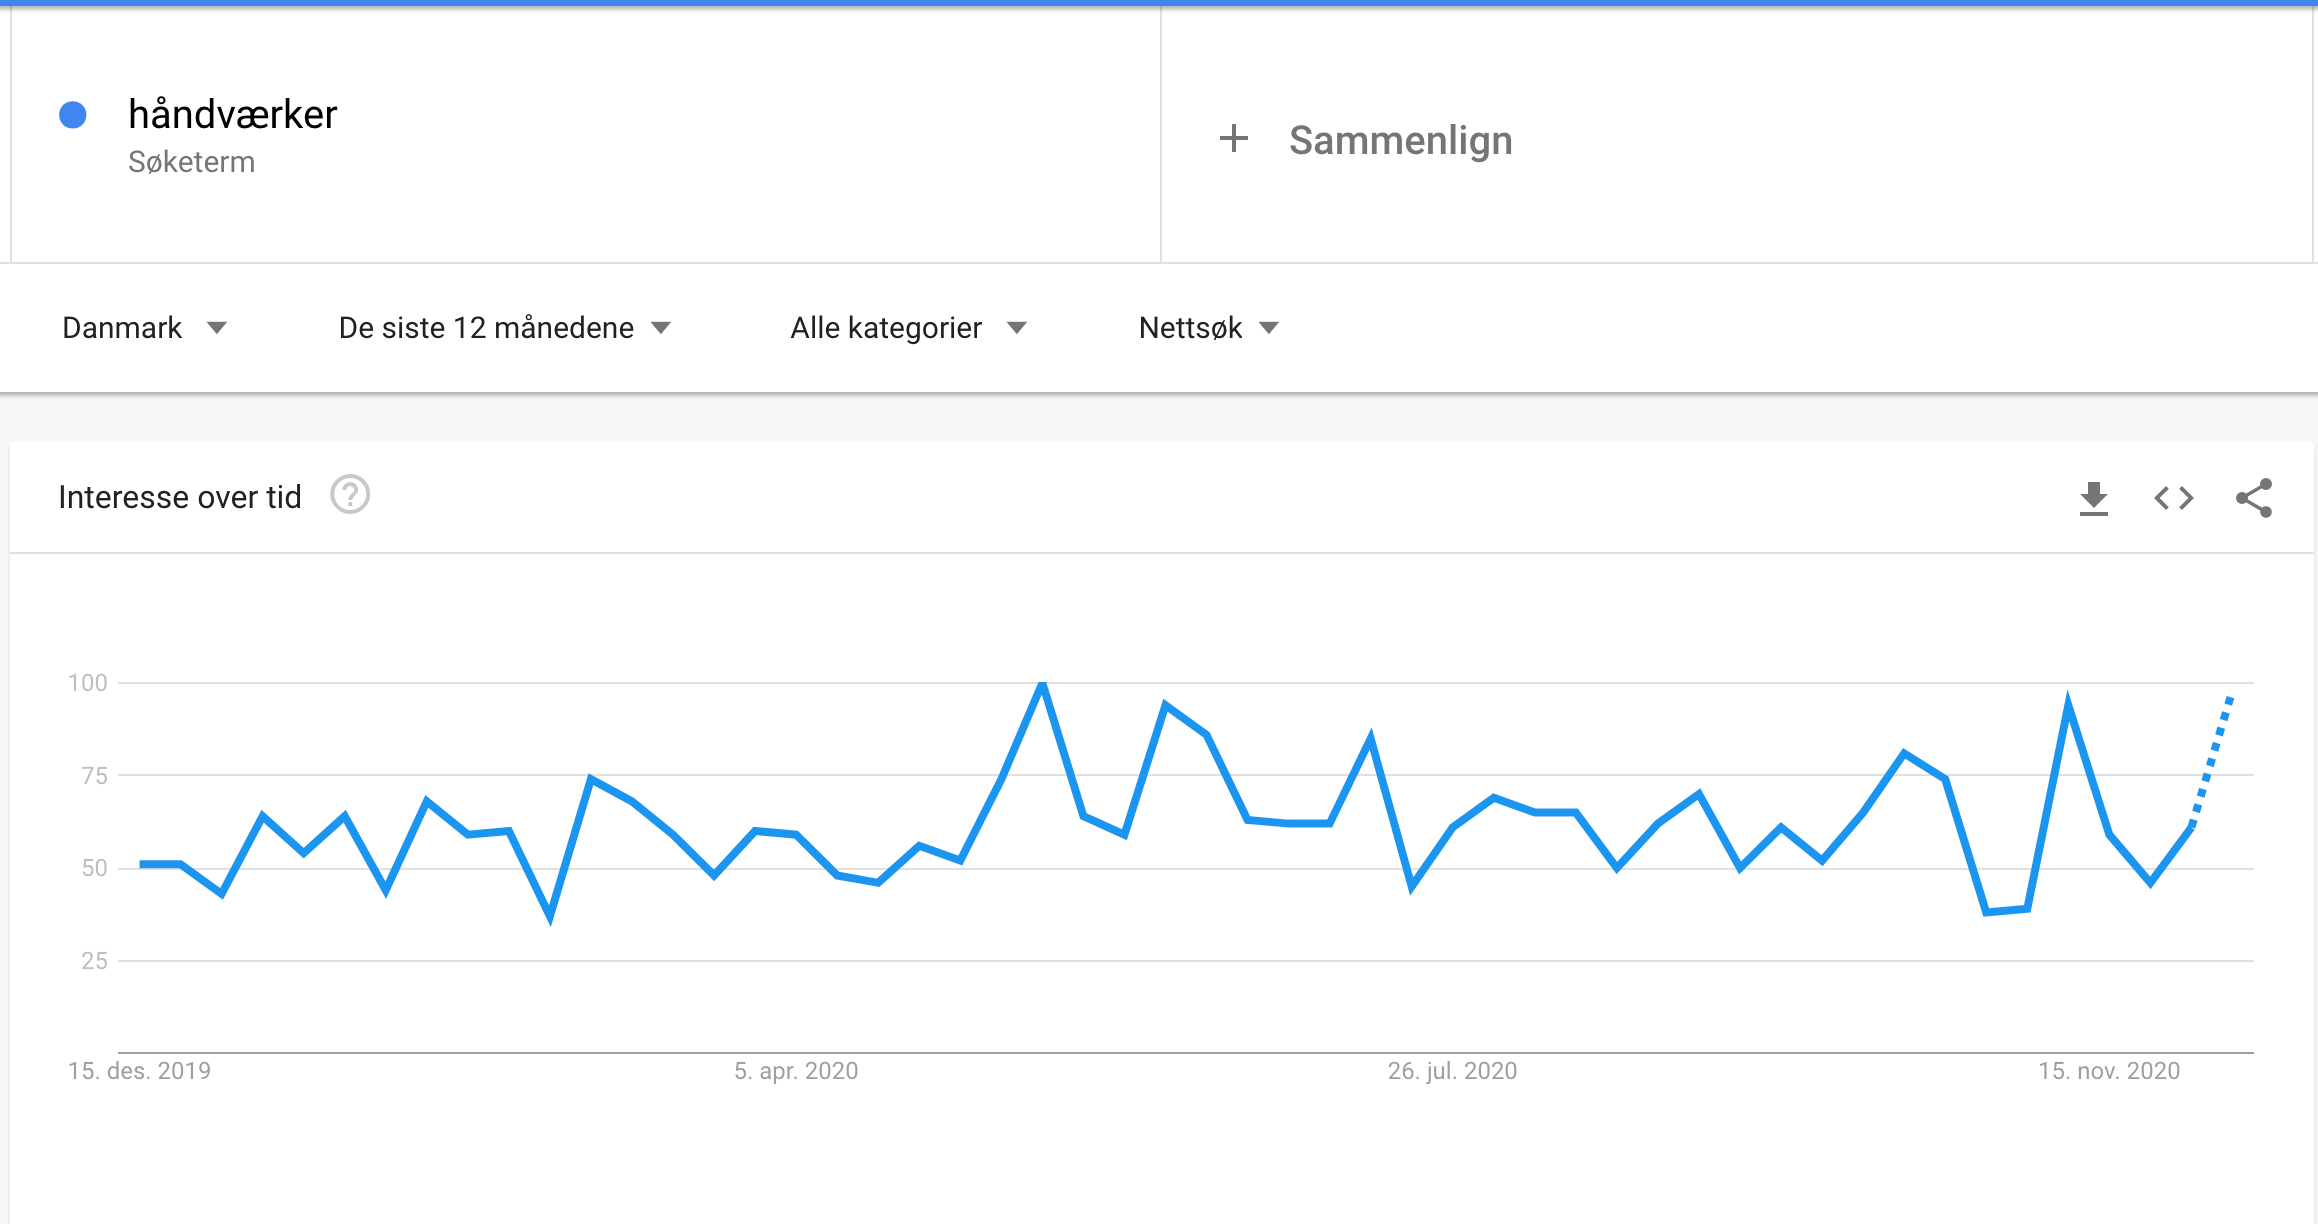 håndværker
Søketerm
+ Sammenlign
Danmark De siste 12 månedene Alle kategorier Nettsøk
Interesse over tid ?
100
75
50
25
15. des. 2019 5. apr. 2020 26. jul. 2020 15. nov. 2020